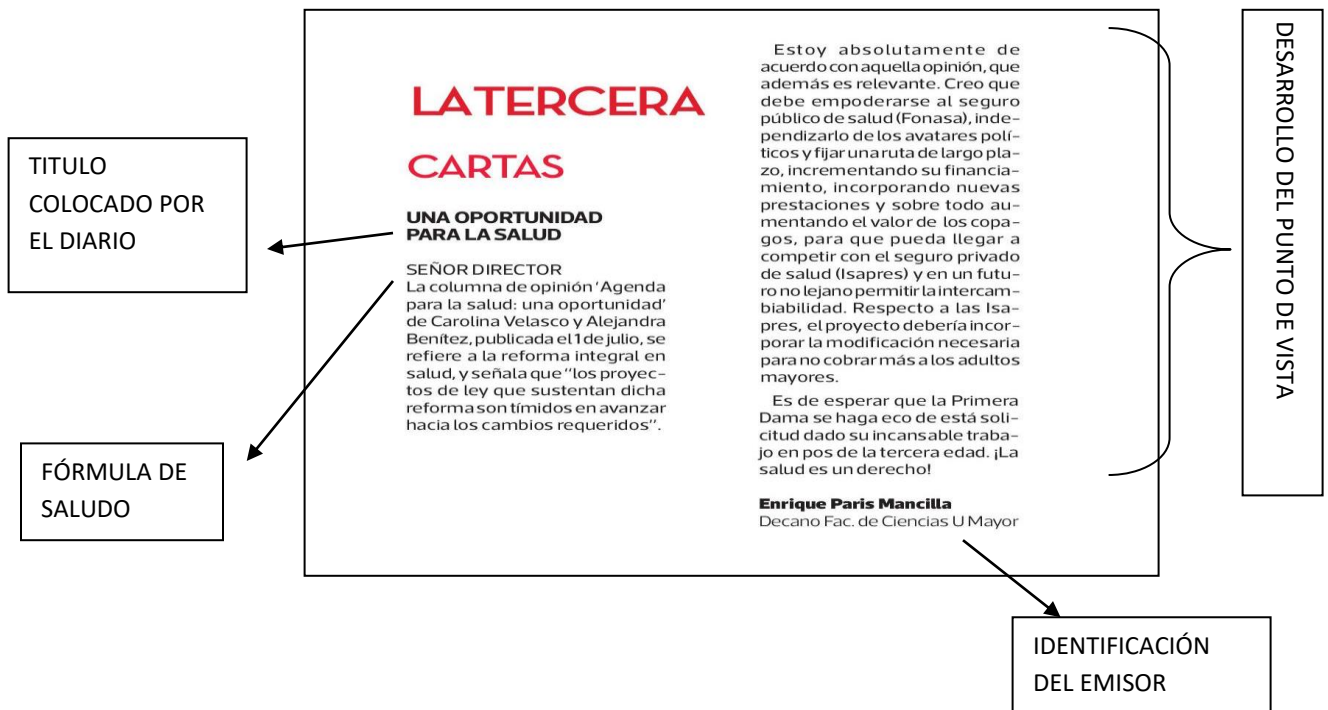 TITULO
COLOCADO POR
EL DIARIO
FÓRMULA DE
SALUDO
LA TERCERA
CARTAS
UNA OPORTUNIDAD
PARA LA SALUD
SEÑOR DIRECTOR
La columna de opinión ‘Agenda
para la salud: una oportunidad’
de Carolina Velasco y Alejandra
Benítez, publicada el 1 de julio, se
refiere a la reforma integral en
salud, y señala que “los proyec-
tos de ley que sustentan dicha
reforma son tímidos en avanzar
hacia los cambios requeridos”.
Estoy absolutamente de
acuerdo con aquella opinión, que
además es relevante. Creo que
debe empoderarse al seguro
público de salud (Fonasa), inde-
pendizarlo de los avatares polí-
ticos y fijar una ruta de largo pla-
zo, incrementando su financia-
miento, incorporando nuevas
prestaciones y sobre todo au-
mentando el valor de los copa-
gos, para que pueda llegar a
competir con el seguro privado
de salud (Isapres) y en un futu-
ro no lejano permitir la intercam-
biabilidad. Respecto a las Isa-
pres, el proyecto debería incor-
porar la modificación necesaria
para no cobrar más a los adultos
mayores.
Es de esperar que la Primera
Dama se haga eco de está soli-
citud dado su incansable traba-
jo en pos de la tercera edad. ¡La
salud es un derecho!
Enrique Paris Mancilla
Decano Fac. de Ciencias U Mayor
DESARROLLO DEL PUNTO DE VISTA
IDENTIFICACIÓN
DEL EMISOR